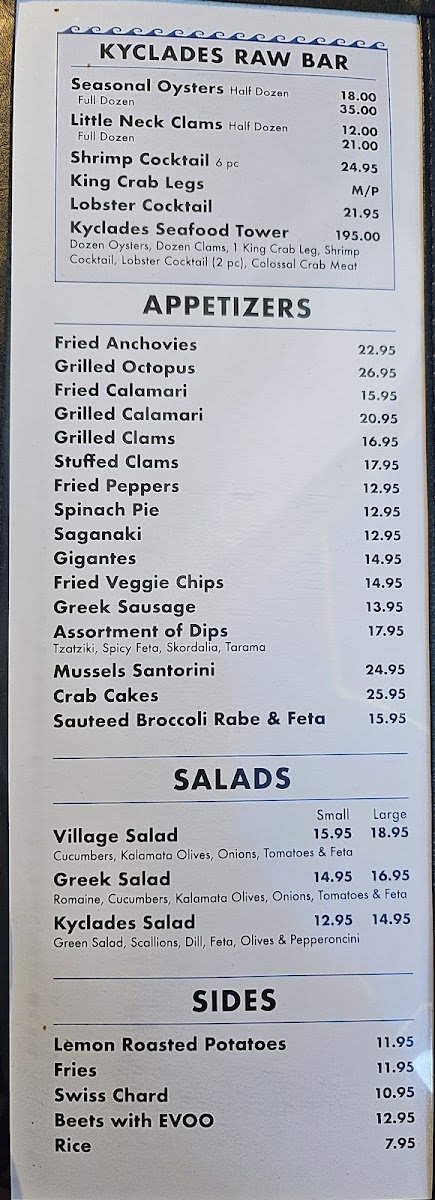 KYCLADES RAW BAR
Seasonal Oysters Half Dozen 18.00
Full Dozen 35.00
Little Neck Clams Half Dozen 12.00
Full Dozen 21.00
Shrimp Cocktail 6 pc 24.95
King Crab Legs M/P
Lobster Cocktail 21.95
Kyclades Seafood Tower 195.00
Dozen Oysters, Dozen Clams, 1 King Crab Leg, Shrimp
Cocktail, Lobster Cocktail (2 pc), Colossal Crab Meat
APPETIZERS
Fried Anchovies 22.95
Grilled Octopus 26.95
Fried Calamari 15.95
Grilled Calamari 20.95
Grilled Clams 16.95
Stuffed Clams 17.95
Fried Peppers 12.95
Spinach Pie 12.95
Saganaki 12.95
Gigantes 14.95
Fried Veggie Chips 14.95
Greek Sausage 13.95
Assortment of Dips 17.95
Tzatziki, Spicy Feta, Skordalia, Tarama
Mussels Santorini 24.95
Crab Cakes 25.95
Sauteed Broccoli Rabe & Feta 15.95
SALADS
Small Large
Village Salad 15.95 18.95
Cucumbers, Kalamata Olives, Onions, Tomatoes & Feta
Greek Salad 14.95 16.95
Romaine, Cucumbers, Kalamata Olives, Onions, Tomatoes & Feta
Kyclades Salad 12.95 14.95
Green Salad, Scallions, Dill, Feta, Olives & Pepperoncini
SIDES
Lemon Roasted Potatoes 11.95
Fries 11.95
Swiss Chard 10.95
Beets with EVOO 12.95
Rice 7.95